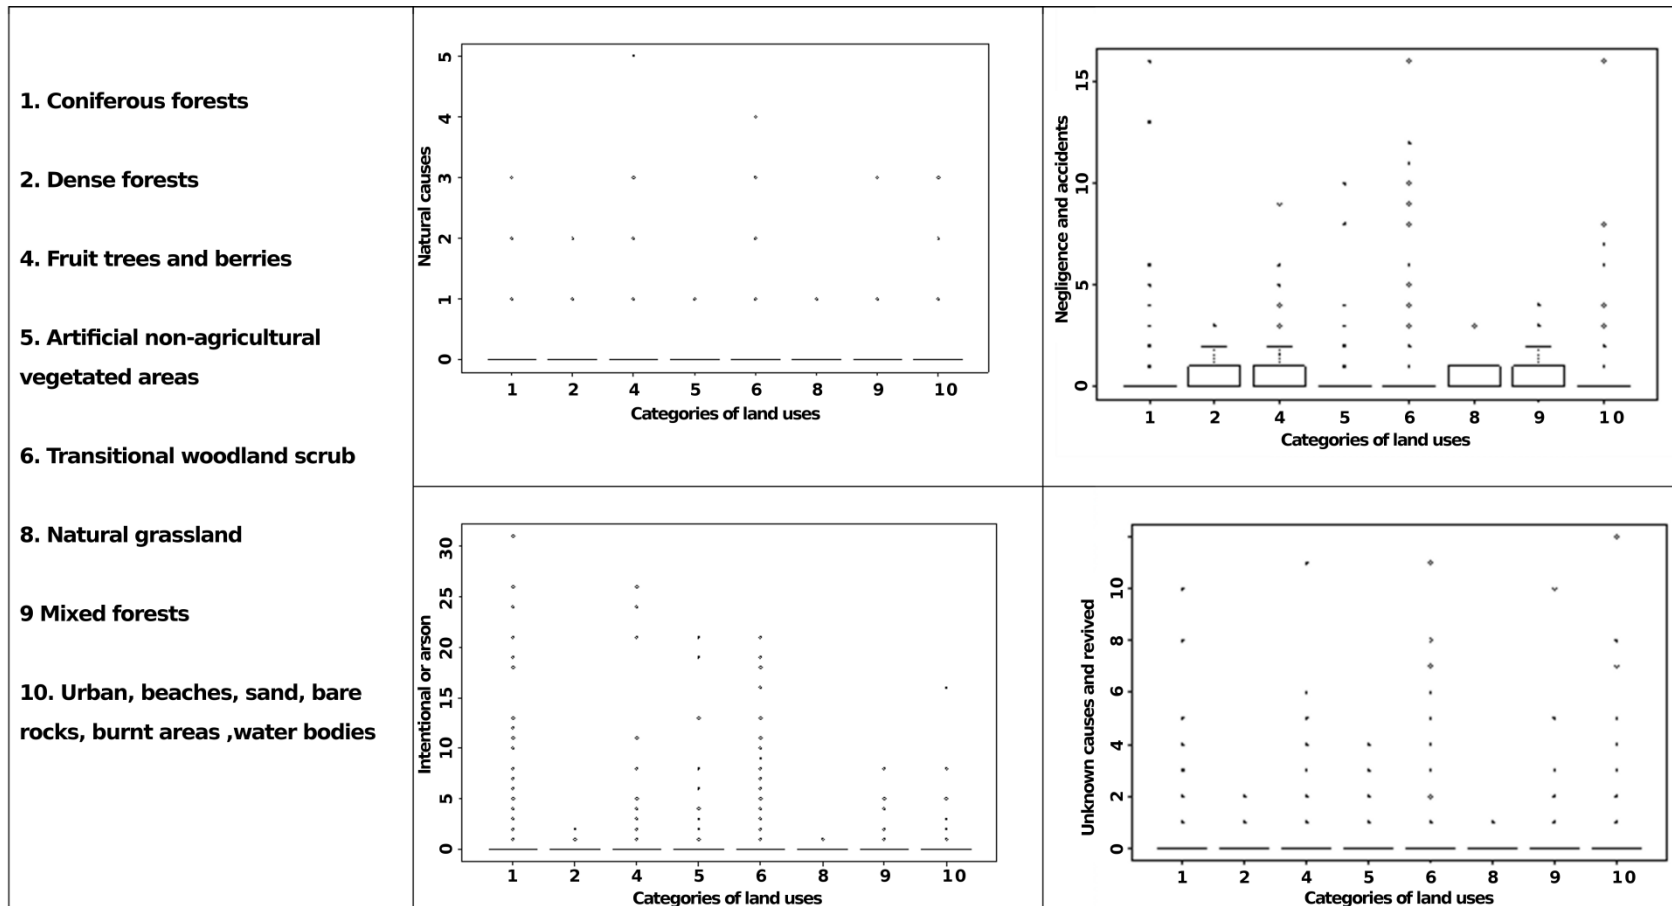 1. Coniferous forests
2. Dense forests
4. Fruit trees and berries
5. Artificial non-agricultural
vegetated areas
6. Transitional woodland scrub
8. Natural grassland
9 Mixed forests
10. Urban, beaches, sand, bare
rocks, burnt areas ,water bodies
Natural causes
5
4
3
2
1
0
1 2 4 5 6 8 9 10
Categories of land uses
Negligence and accidents
15
10
5
0
1 2 4 5 6 8 9 10
Categories of land uses
Intentional or arson
30
25
20
15
10
5
0
1 2 4 5 6 8 9 10
Categories of land uses
Unknown causes and revived
10
8
6
4
2
0
1 2 4 5 6 8 9 10
Categories of land uses